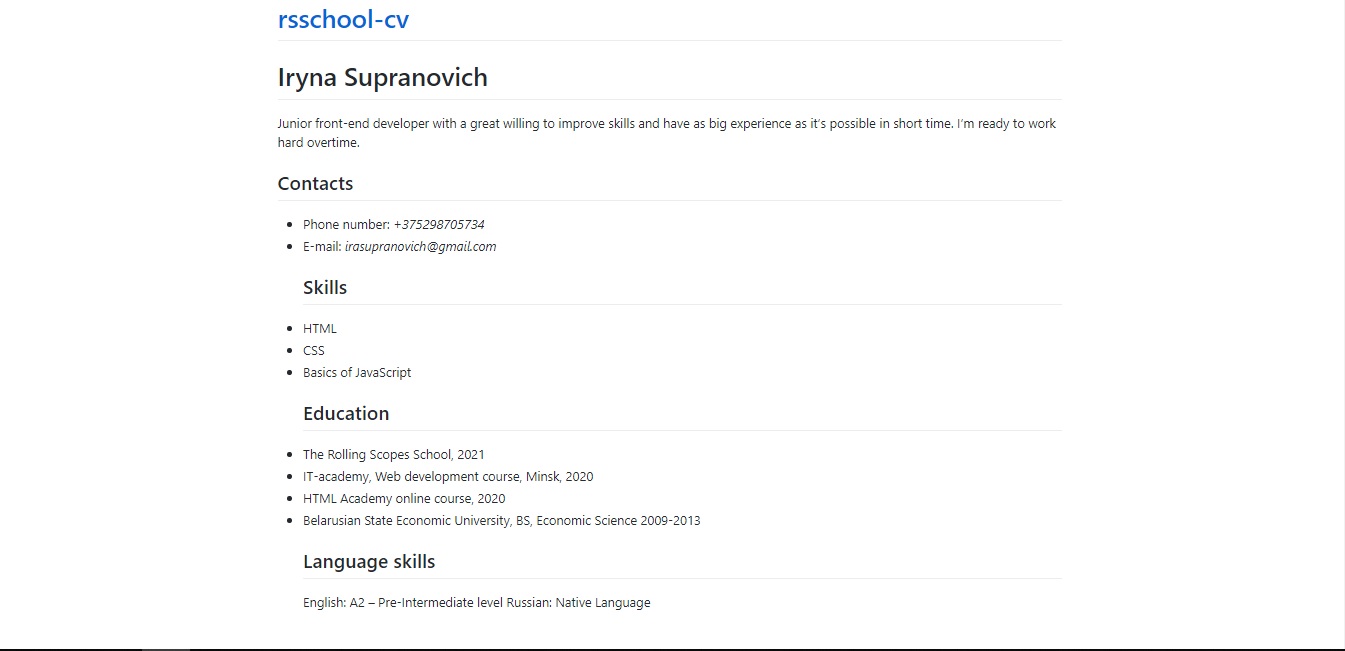 rsschool-cv
Iryna Supranovich
Junior front-end developer with a great willing to improve skills and have as big experience as it’s possible in short time. I’m ready to work
hard overtime.
Contacts
Phone number: +375298705734
E-mail: irasupranovich@gmail.com
Skills
HTML
CSS
Basics of JavaScript
Education
The Rolling Scopes School, 2021
IT-academy, Web development course, Minsk, 2020
HTML Academy online course, 2020
Belarusian State Economic University, BS, Economic Science 2009-2013
Language skills
English: A2 – Pre-Intermediate level Russian: Native Language